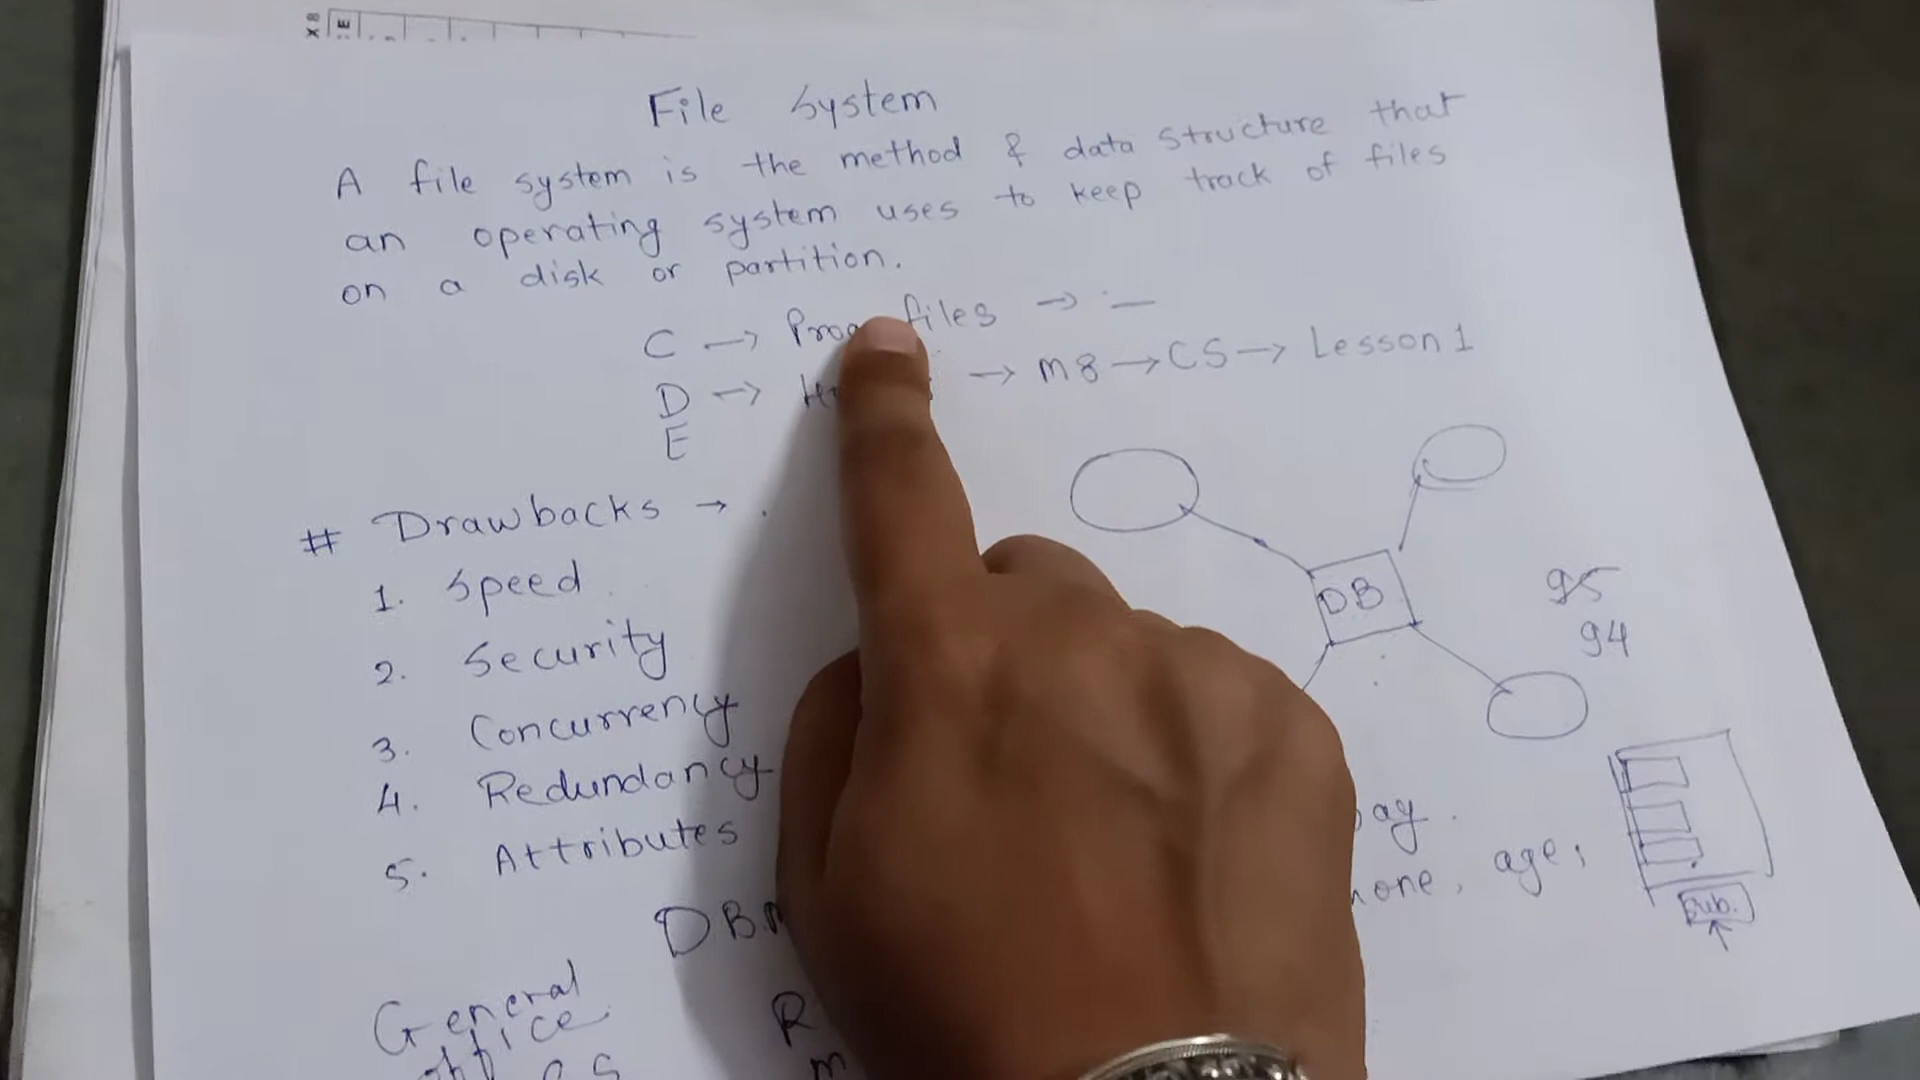 File System
A file system is the method & data structure that
an operating system uses to keep track of files
on a disk or partition.
C → files → —
D → → M8 → CS → Lesson 1
E
# Drawbacks →
1. Speed
2. Security
3. Concurrency
4. Redundancy
5. Attributes
DB
95
94
age,
Sub.
General
office